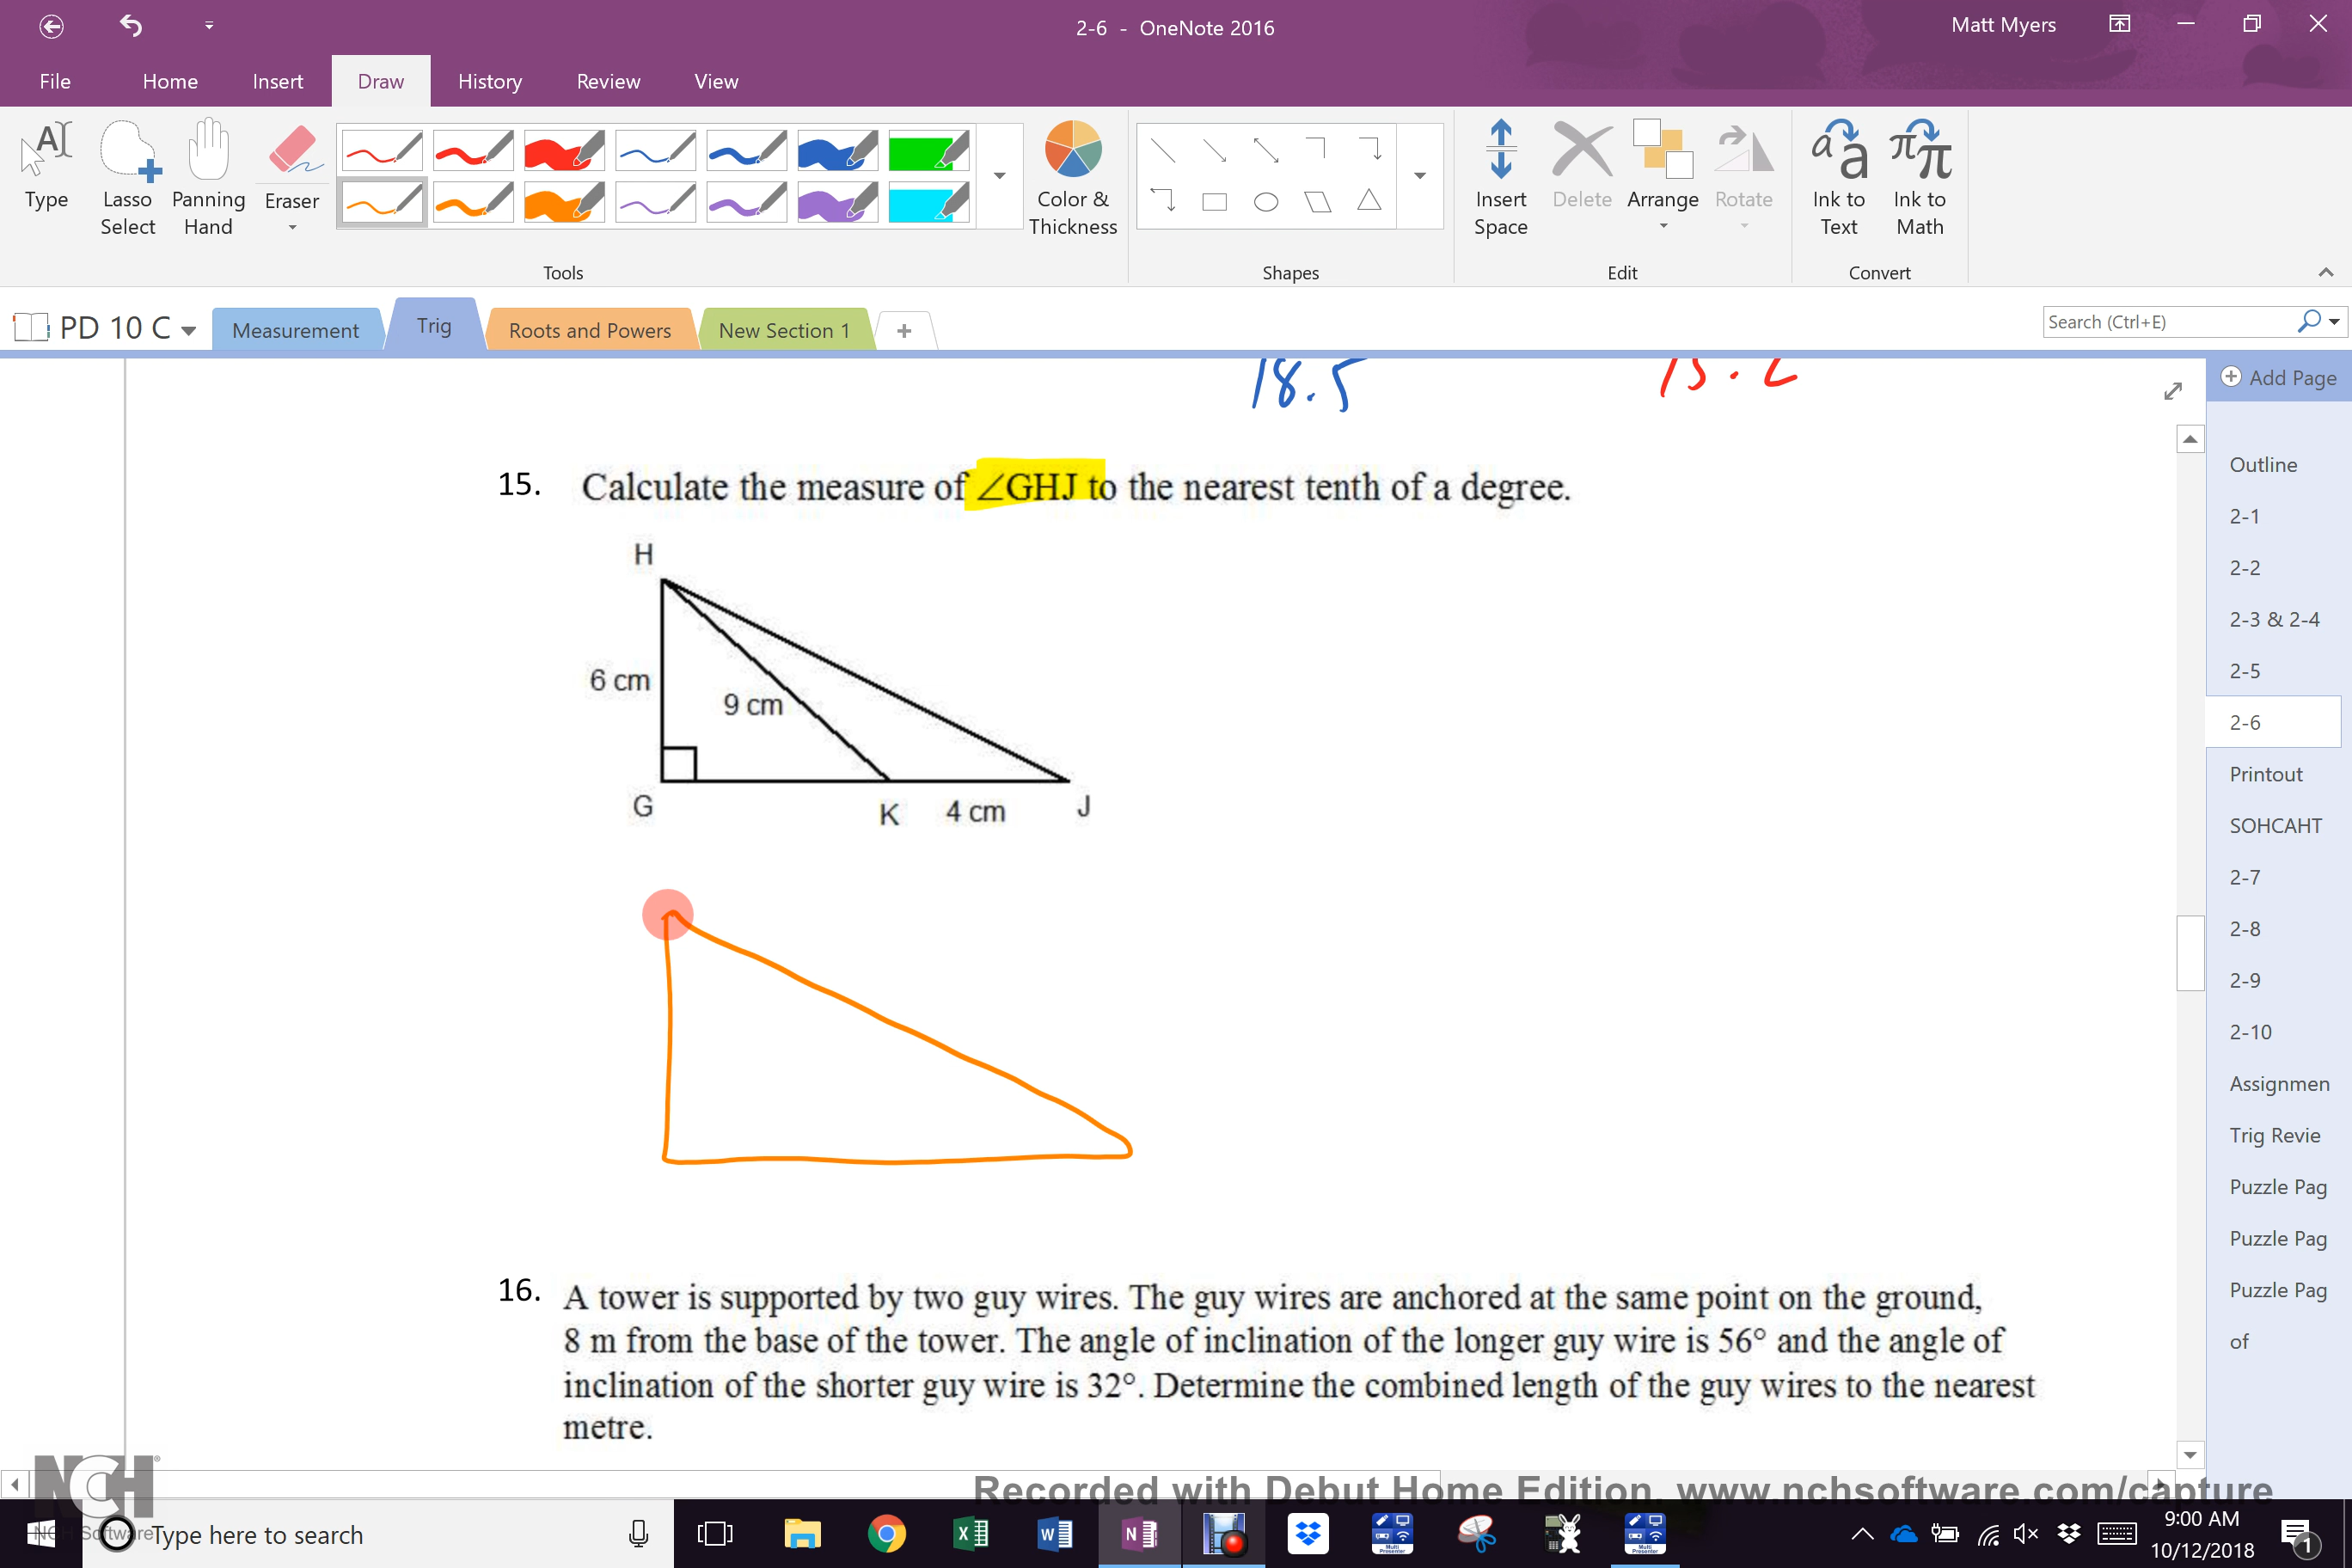 2-6 - OneNote 2016
Matt Myers
File Home Insert Draw History Review View
Type
Lasso Select
Panning Hand
Eraser
Color & Thickness
Insert Space
Delete
Arrange
Rotate
Ink to Text
Ink to Math
Tools
Shapes
Edit
Convert
PD 10 C
Measurement
Trig
Roots and Powers
New Section 1
Search (Ctrl+E)
Add Page
18.5
15. Calculate the measure of ∠GHJ to the nearest tenth of a degree.
H
6 cm
9 cm
G
K
4 cm
J
16. A tower is supported by two guy wires. The guy wires are anchored at the same point on the ground,
8 m from the base of the tower. The angle of inclination of the longer guy wire is 56° and the angle of
inclination of the shorter guy wire is 32°. Determine the combined length of the guy wires to the nearest
metre.
Outline
2-1
2-2
2-3 & 2-4
2-5
2-6
Printout
SOHCAHT
2-7
2-8
2-9
2-10
Assignmen
Trig Revie
Puzzle Pag
Puzzle Pag
Puzzle Pag
of
NCH
NCH Software
Recorded with Debut Home Edition. www.nchsoftware.com/capture
Type here to search
9:00 AM
10/12/2018
1